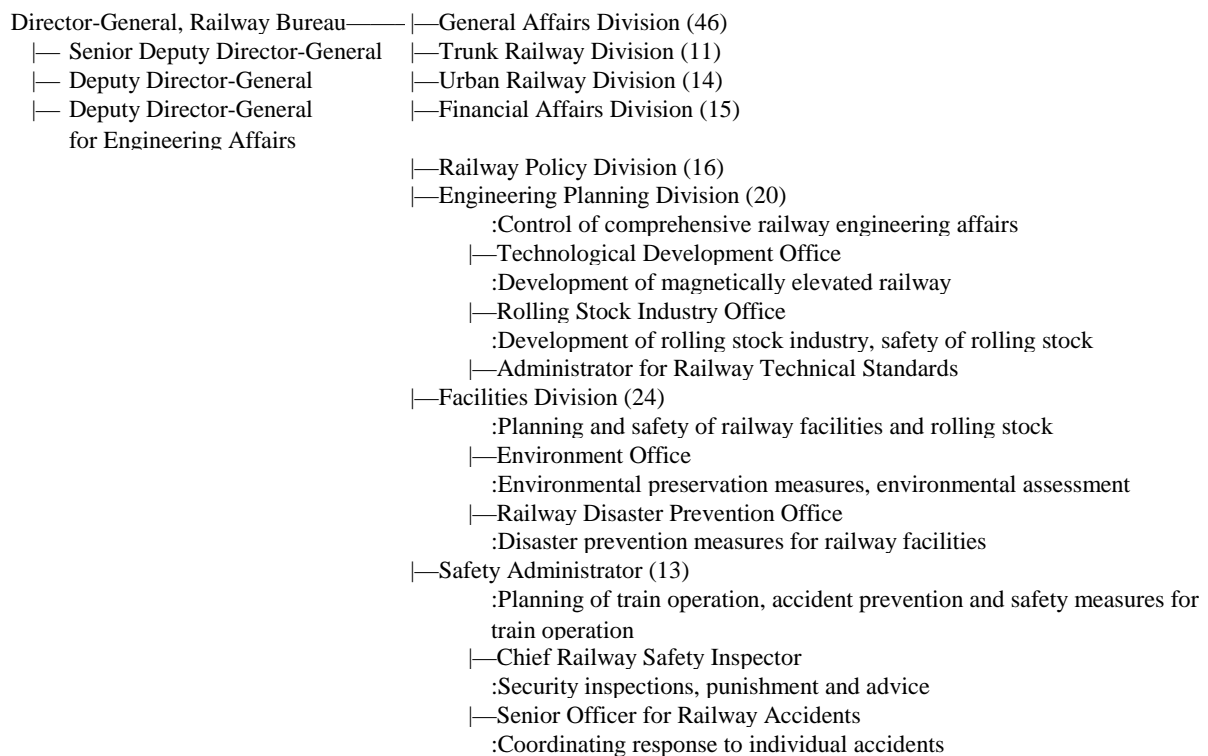 Director-General, Railway Bureau——— |—General Affairs Division (46)
|— Senior Deputy Director-General |—Trunk Railway Division (11)
|— Deputy Director-General |—Urban Railway Division (14)
|— Deputy Director-General |—Financial Affairs Division (15)
for Engineering Affairs
|—Railway Policy Division (16)
|—Engineering Planning Division (20)
:Control of comprehensive railway engineering affairs
|—Technological Development Office
:Development of magnetically elevated railway
|—Rolling Stock Industry Office
:Development of rolling stock industry, safety of rolling stock
|—Administrator for Railway Technical Standards
|—Facilities Division (24)
:Planning and safety of railway facilities and rolling stock
|—Environment Office
:Environmental preservation measures, environmental assessment
|—Railway Disaster Prevention Office
:Disaster prevention measures for railway facilities
|—Safety Administrator (13)
:Planning of train operation, accident prevention and safety measures for
train operation
|—Chief Railway Safety Inspector
:Security inspections, punishment and advice
|—Senior Officer for Railway Accidents
:Coordinating response to individual accidents